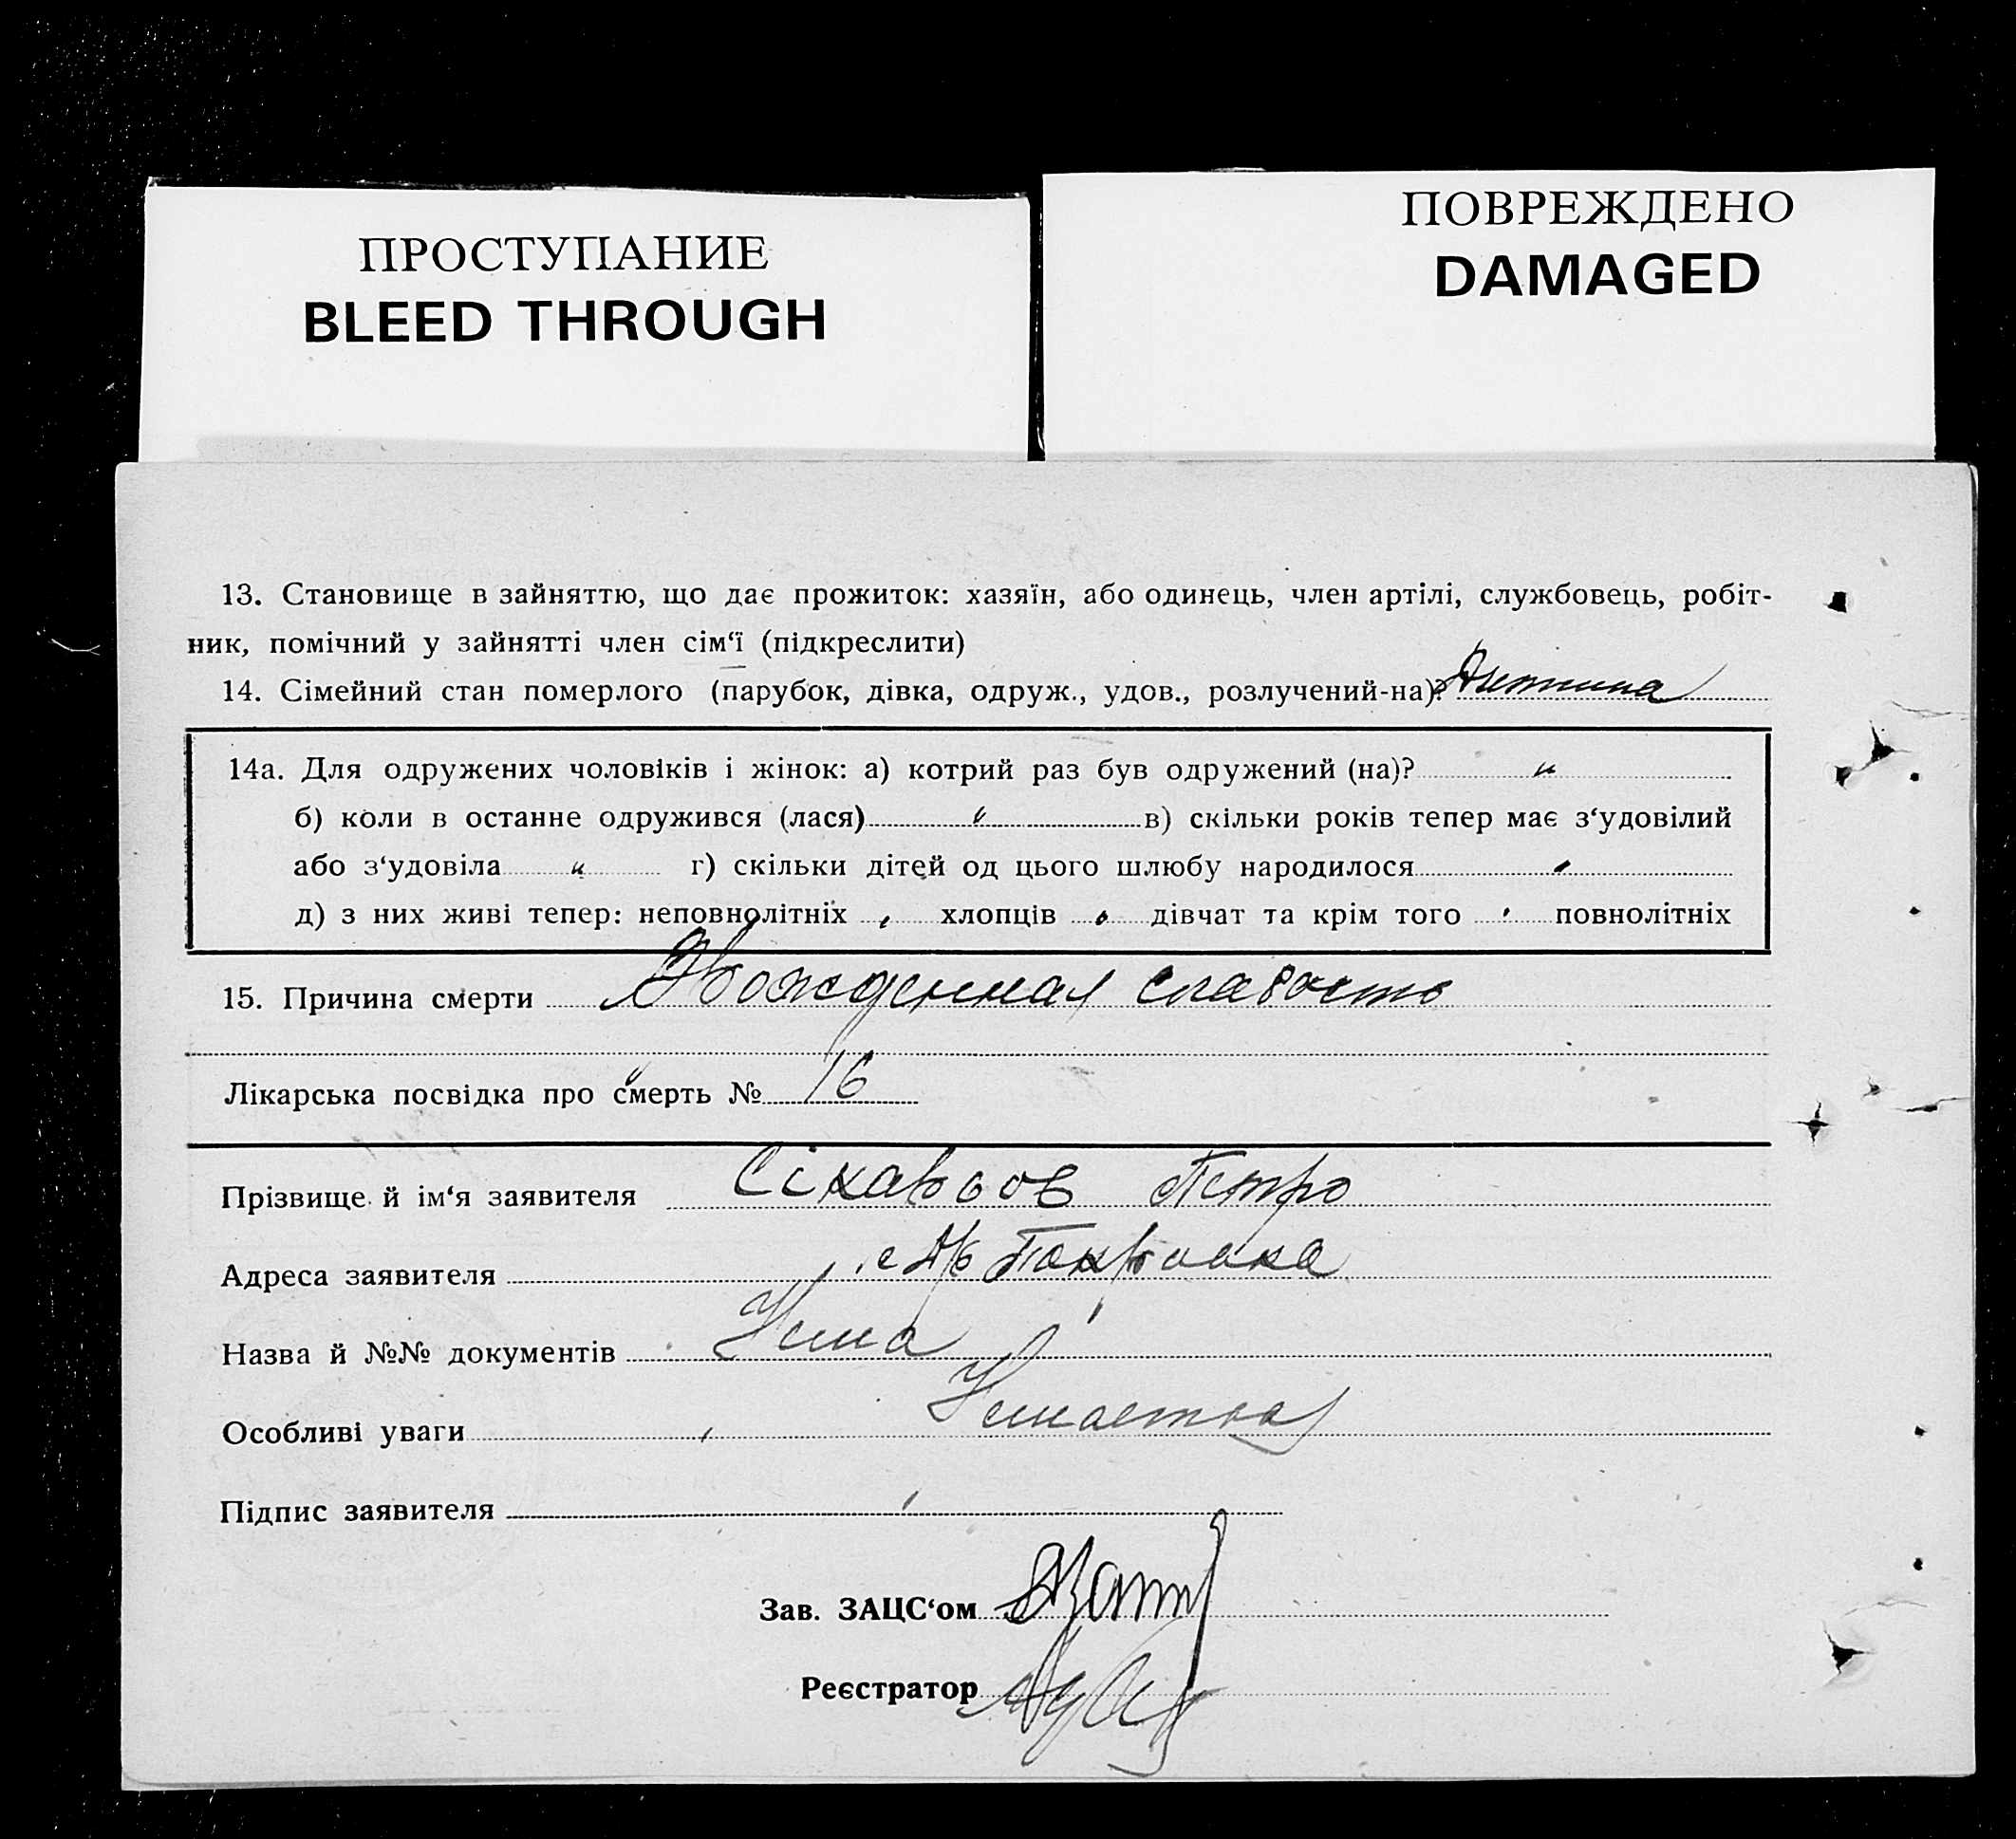 ПРОСТУПАНИЕ
BLEED THROUGH
ПОВРЕЖДЕНО
DAMAGED
13. Становище в зайняттю, що дає прожиток: хазяїн, або одинець, член артілі, службовець, робіт-
ник, помічний у зайнятті член сім‘ї (підкреслити)
14. Сімейний стан померлого (парубок, дівка, одруж., удов., розлучений-на)? Дитина
14а. Для одружених чоловіків і жінок: а) котрий раз був одружений (на)? "
б) коли в останне одружився (лася) " в) скільки років тепер має з‘удовілий
або з‘удовіла " г) скільки дітей од цього шлюбу народилося
д) з них живі тепер: неповнолітніх хлопців дівчат та крім того повнолітніх
15. Причина смерти слабость
Лікарська посвідка про смерть № 16
Прізвище й ім‘я заявителя Петро
Адреса заявителя с Покровка
Назва й №№ документів Нема
Особливі уваги
Підпис заявителя
Зав. ЗАЦС‘ом
Реєстратор